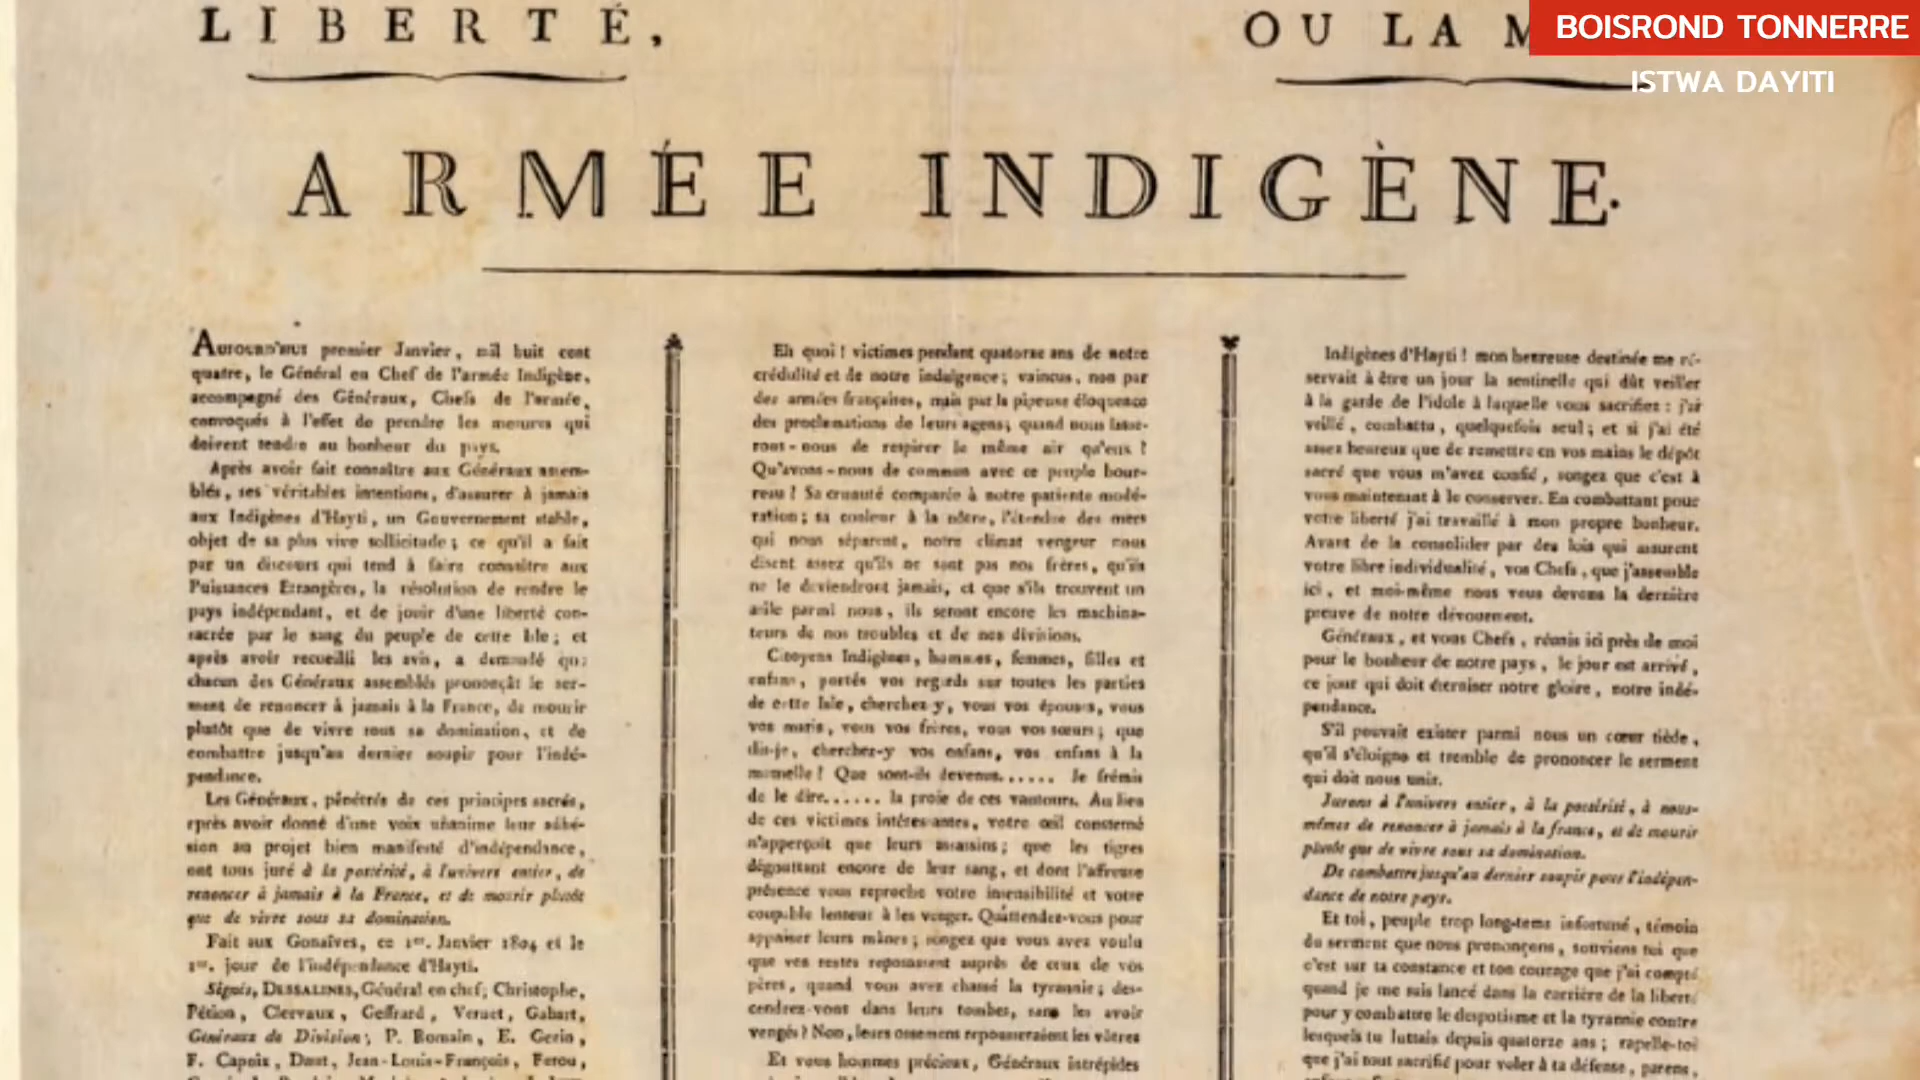 LIBERTÉ,
OU LA M
BOISROND TONNERRE
ISTWA DAYITI
ARMÉE INDIGÈNE.
AUJOURD'HUI premier Janvier, mil huit cent
quatre, le Général en Chef de l'armée Indigène,
accompagné des Généraux, Chefs de l'armée,
convoqués à l'effet de prendre les mesures qui
doivent tendre au bonheur du pays.
Après avoir fait connaître aux Généraux assem-
blés, ses véritables intentions, d'assurer à jamais
aux Indigènes d'Hayti, un Gouvernement stable,
objet de sa plus vive sollicitude; ce qu'il a fait
par un discours qui tend à faire connaître aux
Puissances Etrangères, la résolution de rendre le
pays indépendant, et de jouir d'une liberté con-
sacrée par le sang du peuple de cette Isle; et
après avoir recueilli les avis, a demandé que
chacun des Généraux assemblés prononçât le ser-
ment de renoncer à jamais à la France, de mourir
plutôt que de vivre sous sa domination, et de
combattre jusqu'au dernier soupir pour l'indé-
pendance.
Les Généraux, pénétrés de ces principes sacrés,
après avoir donné d'une voix unanime leur adhé-
sion au projet bien manifesté d'indépendance,
ont tous juré à la postérité, à l'univers entier, de
renoncer à jamais à la France, et de mourir plutôt
que de vivre sous sa domination.
Fait aux Gonaïves, ce 1er. Janvier 1804 et le
1er. jour de l'indépendance d'Hayti.
Signés, DESSALINES, Général en chef; Christophe,
Pétion, Clervaux, Geffrard, Vernet, Gabart,
Généraux de Division; P. Romain, E. Gerin,
F. Capoix, Daut, Jean-Louis-François, Ferou,
Eh quoi! victimes pendant quatorze ans de notre
crédulité et de notre indulgence; vaincus, non par
des armées françaises, mais par la pipeuse éloquence
des proclamations de leurs agens; quand nous lasse-
rons-nous de respirer le même air qu'eux?
Qu'avons-nous de commun avec ce peuple bour-
reau? Sa cruauté comparée à notre patiente modé-
ration; sa couleur à la nôtre, l'étendue des mers
qui nous séparent, notre climat vengeur nous
disent assez qu'ils ne sont pas nos frères, qu'ils
ne le deviendront jamais, et que s'ils trouvent un
asile parmi nous, ils seront encore les machina-
teurs de nos troubles et de nos divisions.
Citoyens Indigènes, hommes, femmes, filles et
enfans, portés vos regards sur toutes les parties
de cette Isle, cherchez-y, vous vos épouses, vous
vos maris, vous vos frères, vous vos sœurs; que
dis-je, cherchez-y vos enfans, vos enfans à la
mamelle! Que sont-ils devenus...... Je frémis
de le dire...... la proie de ces vautours. Au lieu
de ces victimes intéressantes, votre œil consterné
n'apperçoit que leurs assassins; que les tigres
dégouttant encore de leur sang, et dont l'affreuse
présence vous reproche votre insensibilité et votre
coupable lenteur à les venger. Qu'attendez-vous pour
appaiser leurs mânes; songez que vous avez voulu
que vos restes reposassent auprès de ceux de vos
pères, quand vous avez chassé la tyrannie; des-
cendrez-vous dans leurs tombes, sans les avoir
vengés? Non, leurs ossemens repousseraient les vôtres
Et vous hommes précieux, Généraux intrépides
Indigènes d'Hayti! mon heureuse destinée me ré-
servait à être un jour la sentinelle qui dût veiller
à la garde de l'idole à laquelle vous sacrifiez: j'ai
veillé, combattu, quelquefois seul; et si j'ai été
assez heureux que de remettre en vos mains le dépôt
sacré que vous m'avez confié, songez que c'est à
vous maintenant à le conserver. En combattant pour
votre liberté j'ai travaillé à mon propre bonheur.
Avant de la consolider par des lois qui assurent
votre libre individualité, vos Chefs, que j'assemble
ici, et moi-même nous vous devons la dernière
preuve de notre dévouement.
Généraux, et vous Chefs, réunis ici près de moi
pour le bonheur de notre pays, le jour est arrivé,
ce jour qui doit éterniser notre gloire, notre indé-
pendance.
S'il pouvait exister parmi nous un cœur tiède,
qu'il s'éloigne et tremble de prononcer le serment
qui doit nous unir.
Jurons à l'univers entier, à la postérité, à nous-
mêmes de renoncer à jamais à la france, et de mourir
plutôt que de vivre sous sa domination.
De combattre jusqu'au dernier soupir pour l'indépen-
dance de notre pays.
Et toi, peuple trop long-tems infortuné, témoin
du serment que nous prononçons, souviens toi que
c'est sur ta constance et ton courage que j'ai compté
quand je me suis lancé dans la carrière de la liberté
pour y combattre le despotisme et la tyrannie contre
lesquels tu luttais depuis quatorze ans; rapelle-toi
que j'ai tout sacrifié pour voler à ta défense, parens,